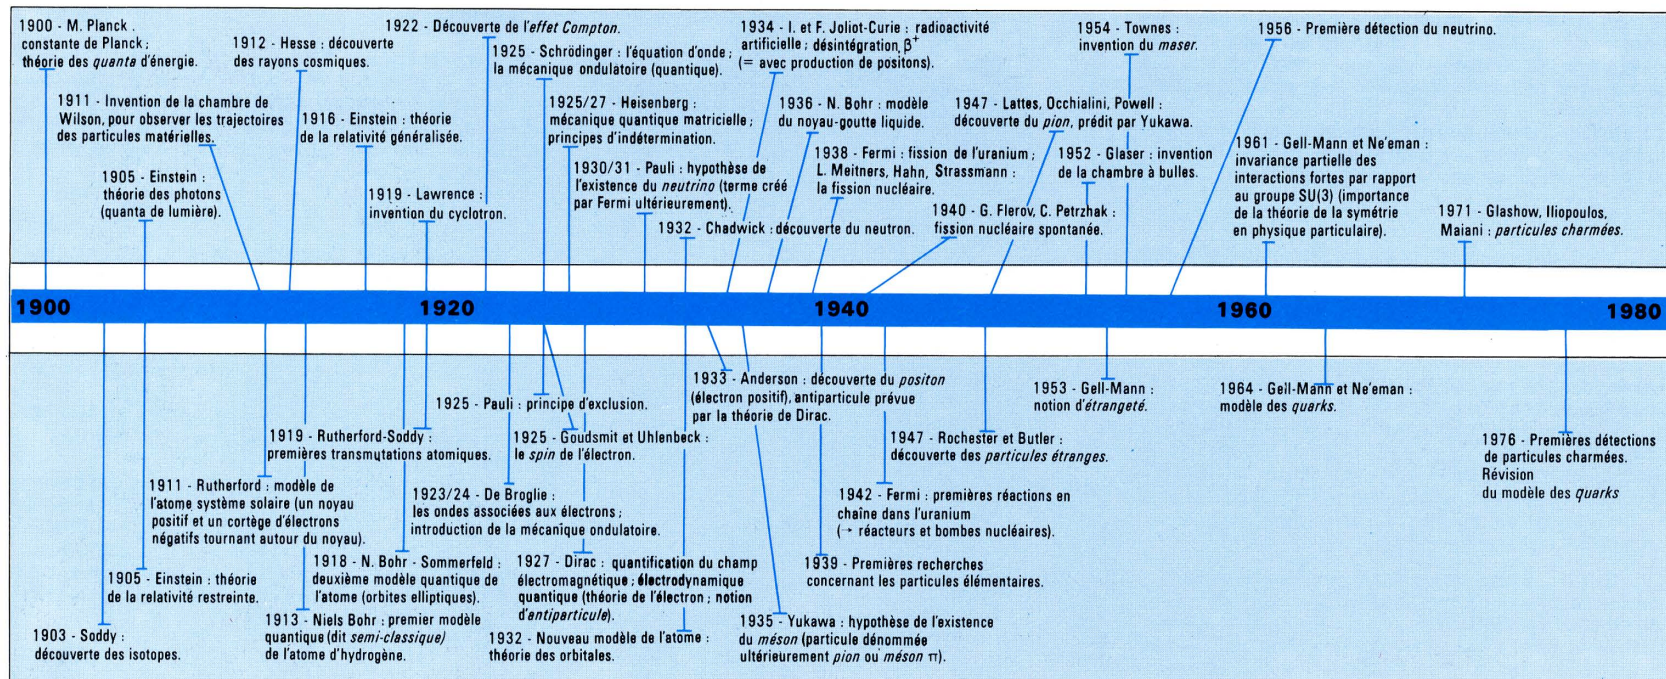 1900 - M. Planck .
constante de Planck ;
théorie des quanta d'énergie.
1912 - Hesse : découverte
des rayons cosmiques.
1922 - Découverte de l'effet Compton.
1925 - Schrödinger : l'équation d'onde ;
la mécanique ondulatoire (quantique).
1934 - I. et F. Joliot-Curie : radioactivité
artificielle ; désintégration β+
(= avec production de positons).
1954 - Townes :
invention du maser.
1956 - Première détection du neutrino.
1911 - Invention de la chambre de
Wilson, pour observer les trajectoires
des particules matérielles.
1916 - Einstein : théorie
de la relativité généralisée.
1925/27 - Heisenberg :
mécanique quantique matricielle ;
principes d'indétermination.
1936 - N. Bohr : modèle
du noyau-goutte liquide.
1947 - Lattes, Occhialini, Powell :
découverte du pion, prédit par Yukawa.
1905 - Einstein :
théorie des photons
(quanta de lumière).
1919 - Lawrence :
invention du cyclotron.
1930/31 - Pauli : hypothèse de
l'existence du neutrino (terme créé
par Fermi ultérieurement).
1938 - Fermi : fission de l'uranium ;
L. Meitners, Hahn, Strassmann :
la fission nucléaire.
1952 - Glaser : invention
de la chambre à bulles.
1961 - Gell-Mann et Ne'eman :
invariance partielle des
interactions fortes par rapport
au groupe SU(3) (importance
de la théorie de la symétrie
en physique particulaire).
1932 - Chadwick : découverte du neutron.
1940 - G. Flerov, C. Petrzhak :
fission nucléaire spontanée.
1971 - Glashow, Iliopoulos,
Maiani : particules charmées.
1900 1920 1940 1960 1980
1925 - Pauli : principe d'exclusion.
1933 - Anderson : découverte du positon
(électron positif), antiparticule prévue
par la théorie de Dirac.
1953 - Gell-Mann :
notion d'étrangeté.
1964 - Gell-Mann et Ne'eman :
modèle des quarks.
1919 - Rutherford-Soddy :
premières transmutations atomiques.
1925 - Goudsmit et Uhlenbeck :
le spin de l'électron.
1947 - Rochester et Butler :
découverte des particules étranges.
1976 - Premières détections
de particules charmées.
Révision
du modèle des quarks
1911 - Rutherford : modèle de
l'atome système solaire (un noyau
positif et un cortège d'électrons
négatifs tournant autour du noyau).
1923/24 - De Broglie :
les ondes associées aux électrons ;
introduction de la mécanique ondulatoire.
1942 - Fermi : premières réactions en
chaîne dans l'uranium
(→ réacteurs et bombes nucléaires).
1905 - Einstein : théorie
de la relativité restreinte.
1918 - N. Bohr - Sommerfeld :
deuxième modèle quantique de
l'atome (orbites elliptiques).
1927 - Dirac : quantification du champ
électromagnétique ; électrodynamique
quantique (théorie de l'électron ; notion
d'antiparticule).
1939 - Premières recherches
concernant les particules élémentaires.
1903 - Soddy :
découverte des isotopes.
1913 - Niels Bohr : premier modèle
quantique (dit semi-classique)
de l'atome d'hydrogène.
1932 - Nouveau modèle de l'atome :
théorie des orbitales.
1935 - Yukawa : hypothèse de l'existence
du méson (particule dénommée
ultérieurement pion ou méson π).